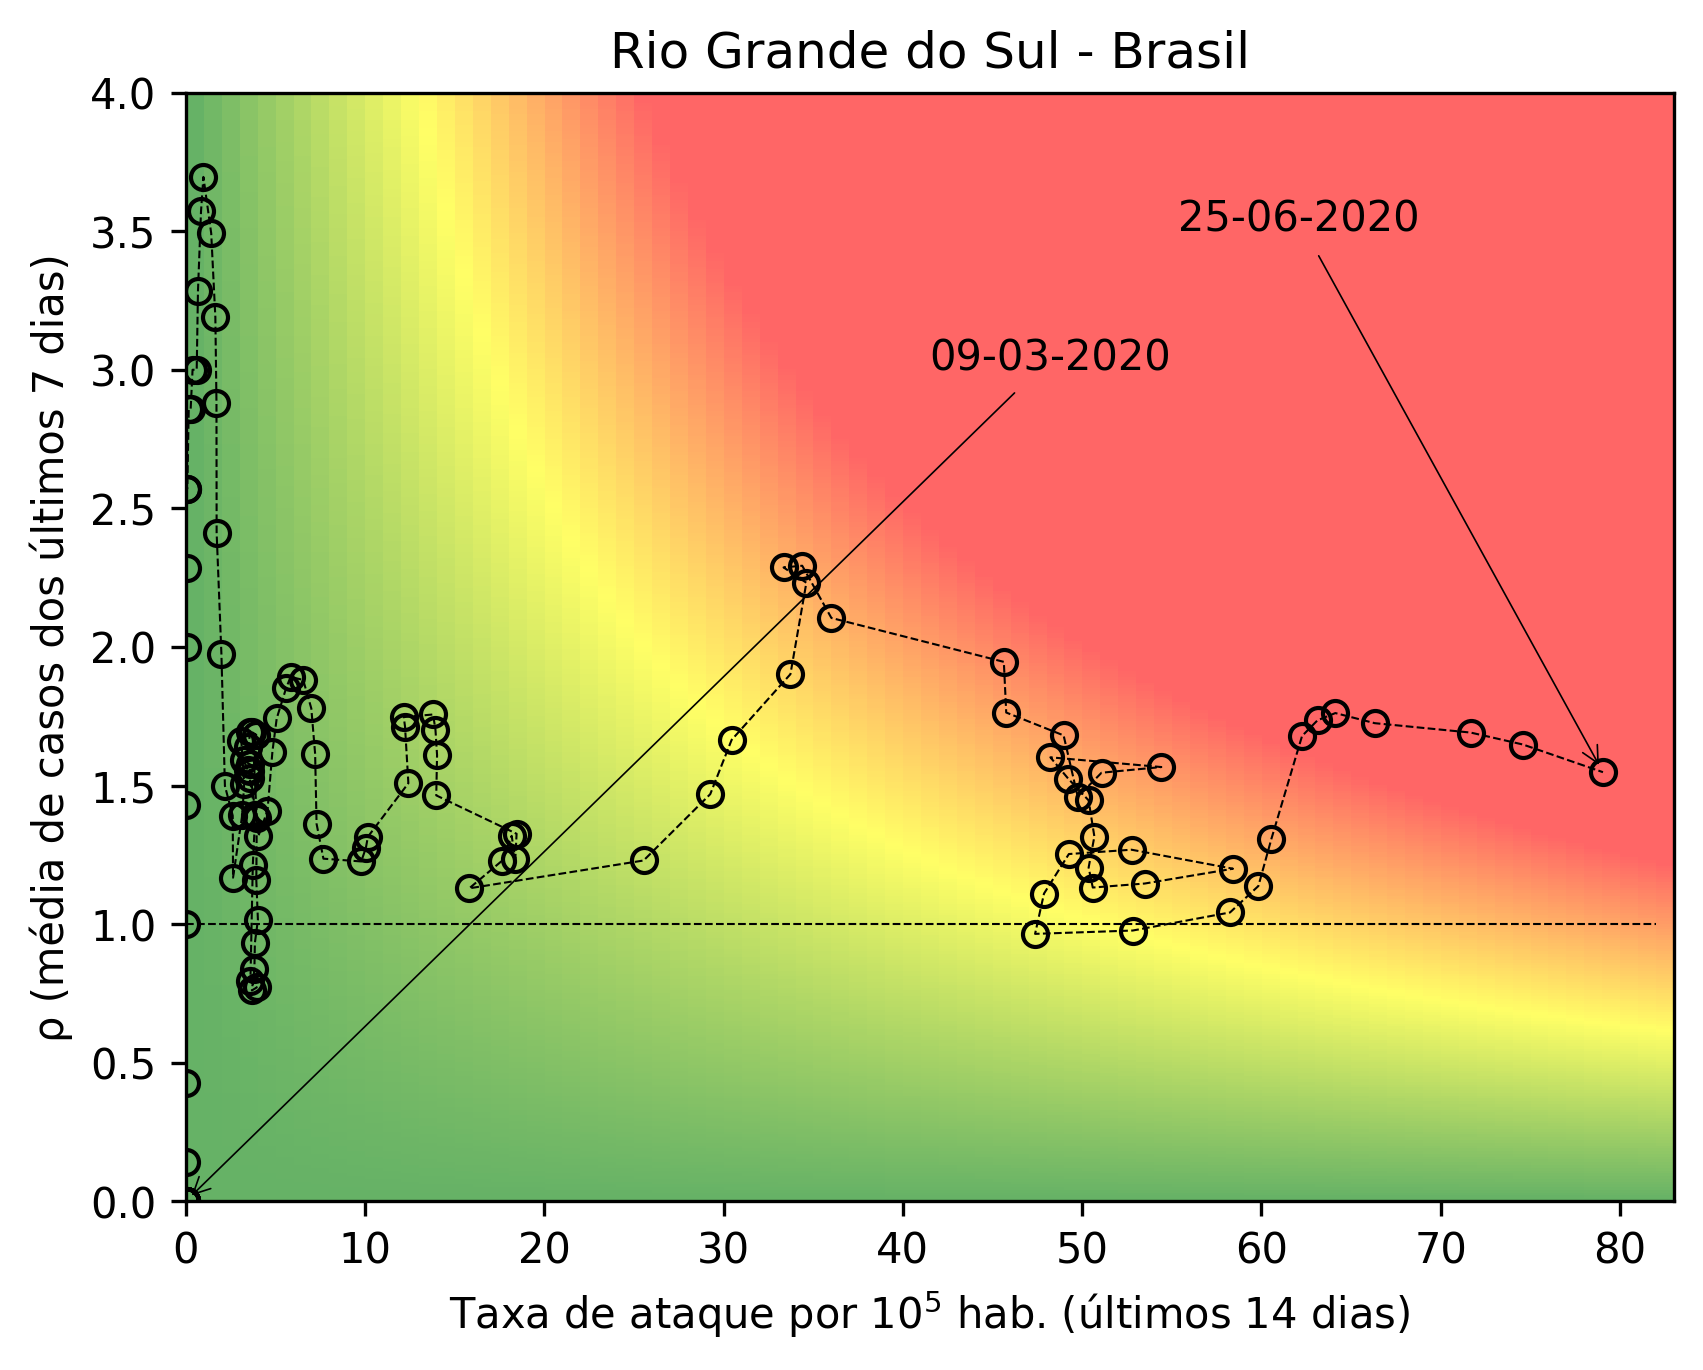 Rio Grande do Sul - Brasil
4.0
3.5
3.0
2.5
2.0
1.5
1.0
0.5
0.0
ρ (média de casos dos últimos 7 dias)
25-06-2020
09-03-2020
0 10 20 30 40 50 60 70 80
Taxa de ataque por 10⁵ hab. (últimos 14 dias)